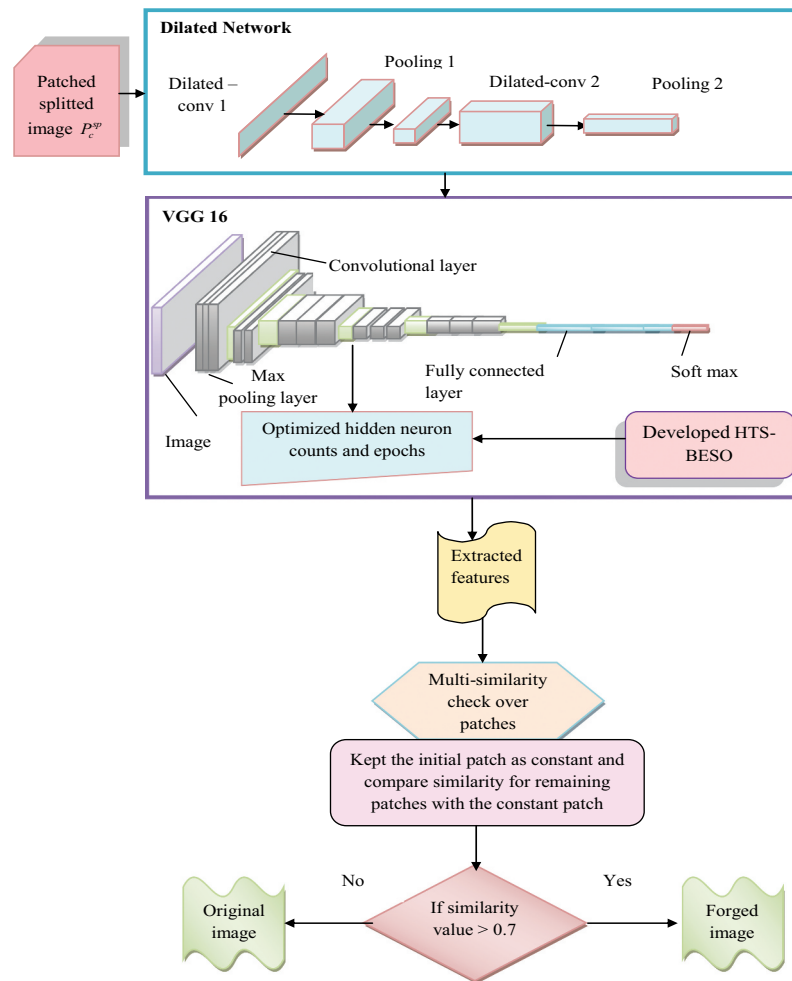 Dilated Network
Patched
splitted
image P_c^{sp}
Dilated –
conv 1
Pooling 1
Dilated-conv 2
Pooling 2
VGG 16
Convolutional layer
Max
pooling layer
Image
Fully connected
layer
Soft max
Optimized hidden neuron
counts and epochs
Developed HTS-
BESO
Extracted
features
Multi-similarity
check over
patches
Kept the initial patch as constant and
compare similarity for remaining
patches with the constant patch
No
Yes
Original
image
If similarity
value > 0.7
Forged
image